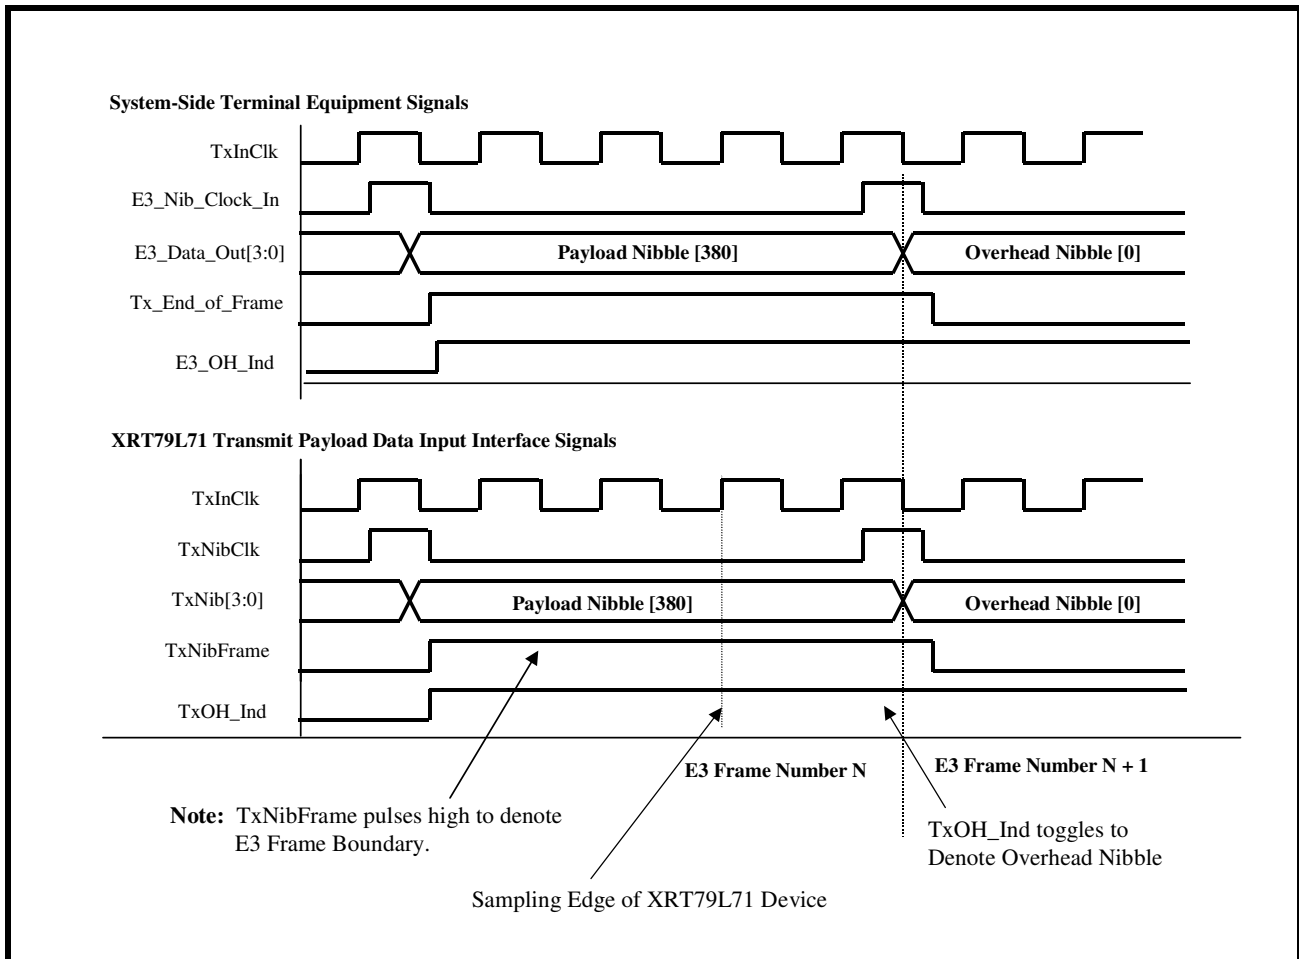 System-Side Terminal Equipment Signals
TxInClk
E3_Nib_Clock_In
E3_Data_Out[3:0]
Payload Nibble [380]
Overhead Nibble [0]
Tx_End_of_Frame
E3_OH_Ind
XRT79L71 Transmit Payload Data Input Interface Signals
TxInClk
TxNibClk
TxNib[3:0]
Payload Nibble [380]
Overhead Nibble [0]
TxNibFrame
TxOH_Ind
E3 Frame Number N
E3 Frame Number N + 1
Note: TxNibFrame pulses high to denote
E3 Frame Boundary.
TxOH_Ind toggles to
Denote Overhead Nibble
Sampling Edge of XRT79L71 Device